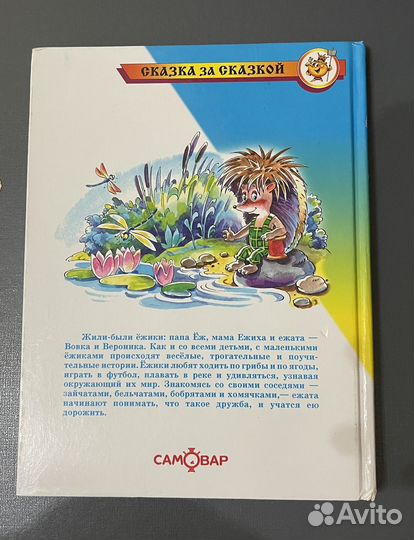 СКАЗКА ЗА СКАЗКОЙ
Жили-были ёжики: папа Ёж, мама Ежиха и ежата —
Вовка и Вероника. Как и со всеми детьми, с маленькими
ёжиками происходят весёлые, трогательные и поучи-
тельные истории. Ёжики любят ходить по грибы и по ягоды,
играть в футбол, плавать в реке и удивляться, узнавая
окружающий их мир. Знакомясь со своими соседями —
зайчатами, бельчатами, бобрятами и хомячками,— ежата
начинают понимать, что такое дружба, и учатся ею
дорожить.
САМОВАР
Avito